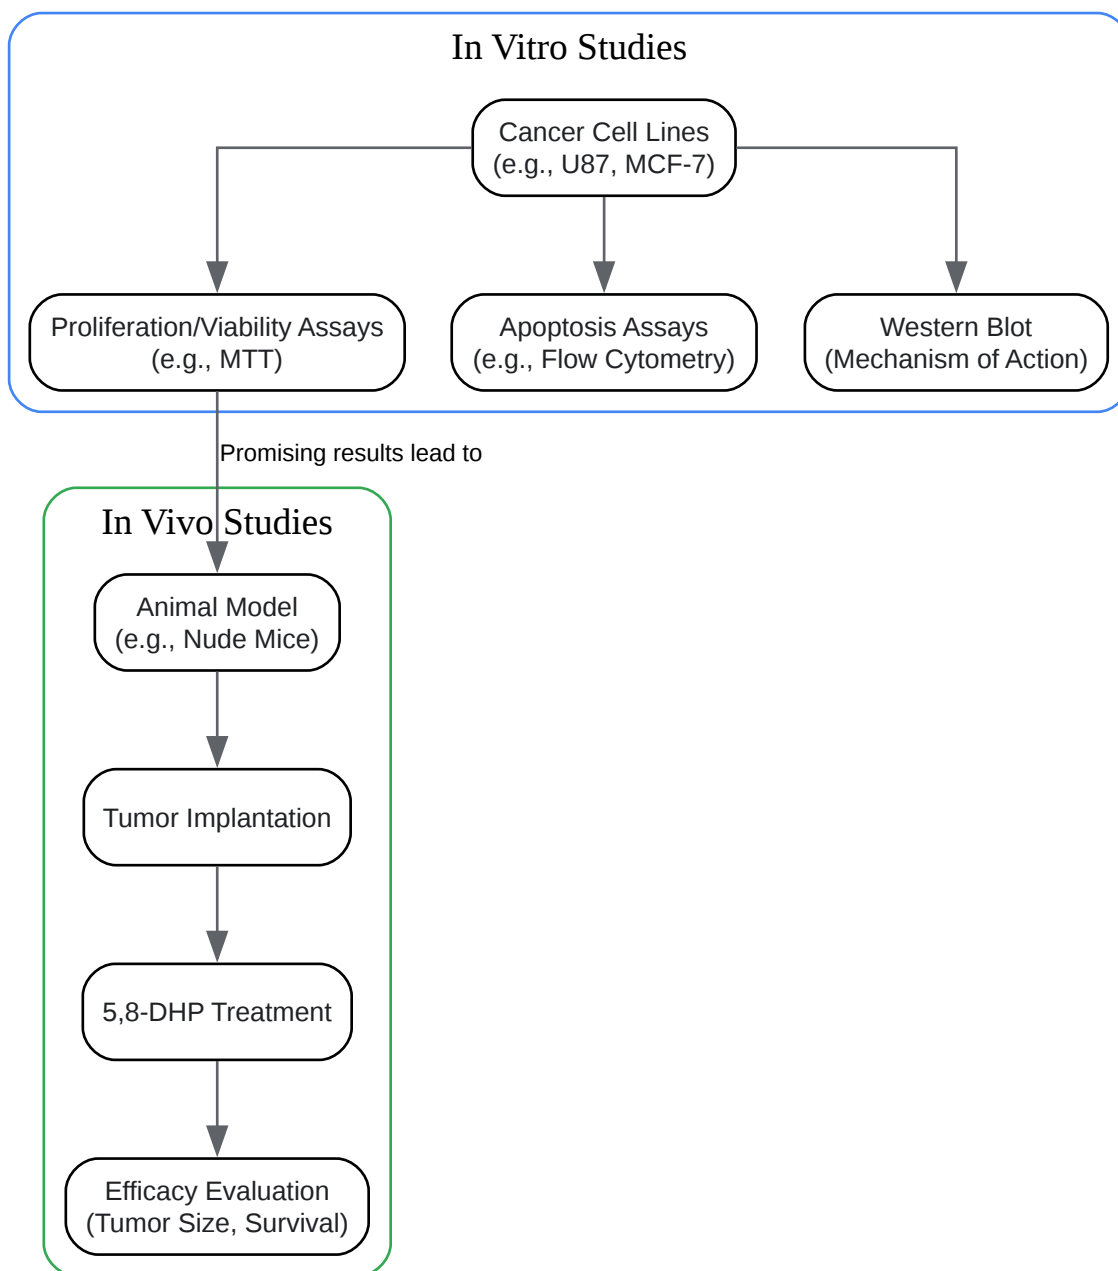 In Vitro Studies
Cancer Cell Lines
(e.g., U87, MCF-7)
Proliferation/Viability Assays
(e.g., MTT)
Apoptosis Assays
(e.g., Flow Cytometry)
Western Blot
(Mechanism of Action)
Promising results lead to
In Vivo Studies
Animal Model
(e.g., Nude Mice)
Tumor Implantation
5,8-DHP Treatment
Efficacy Evaluation
(Tumor Size, Survival)